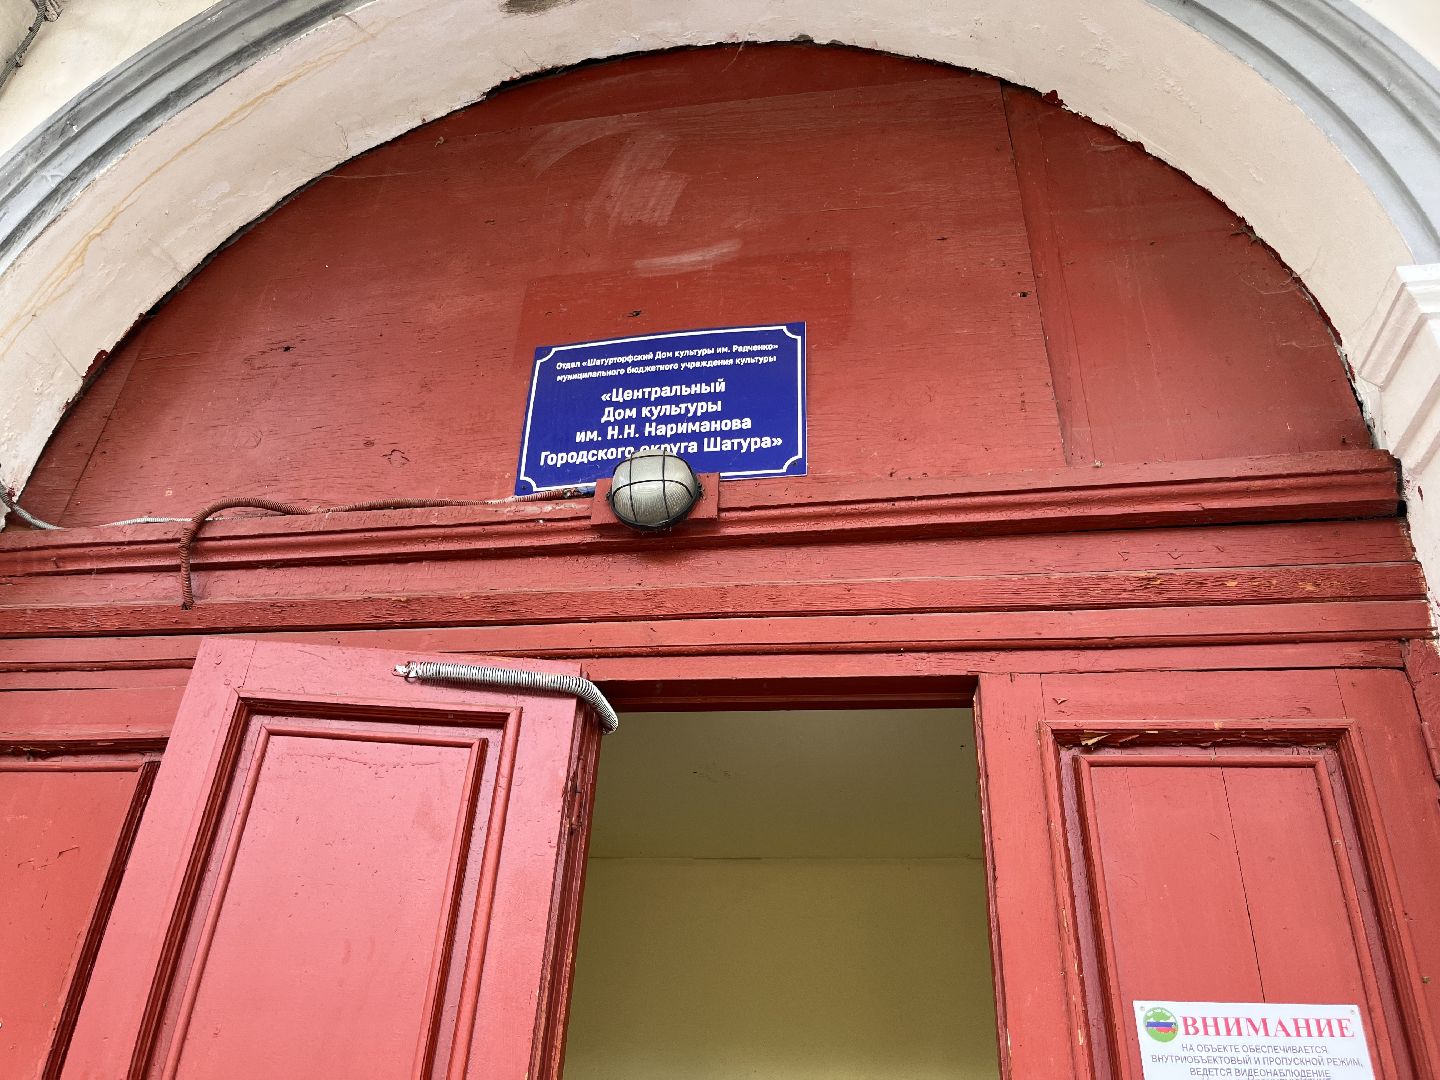 Отдел «Шатурторфский Дом культуры им. Радченко»
муниципального бюджетного учреждения культуры
«Центральный
Дом культуры
им. Н.Н. Нариманова
Городского округа Шатура»
ВНИМАНИЕ
НА ОБЪЕКТЕ ОБЕСПЕЧИВАЕТСЯ
ВНУТРИОБЪЕКТОВЫЙ И ПРОПУСКНОЙ РЕЖИМ,
ВЕДЕТСЯ ВИДЕОНАБЛЮДЕНИЕ